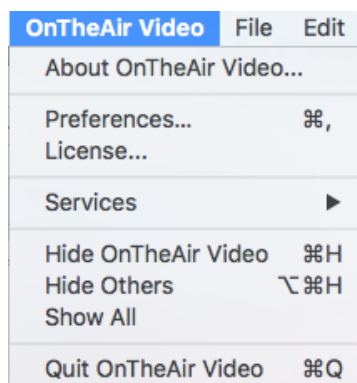 OnTheAir Video File Edit
About OnTheAir Video...
Preferences... ⌘,
License...
Services ▶
Hide OnTheAir Video ⌘H
Hide Others ⌥⌘H
Show All
Quit OnTheAir Video ⌘Q